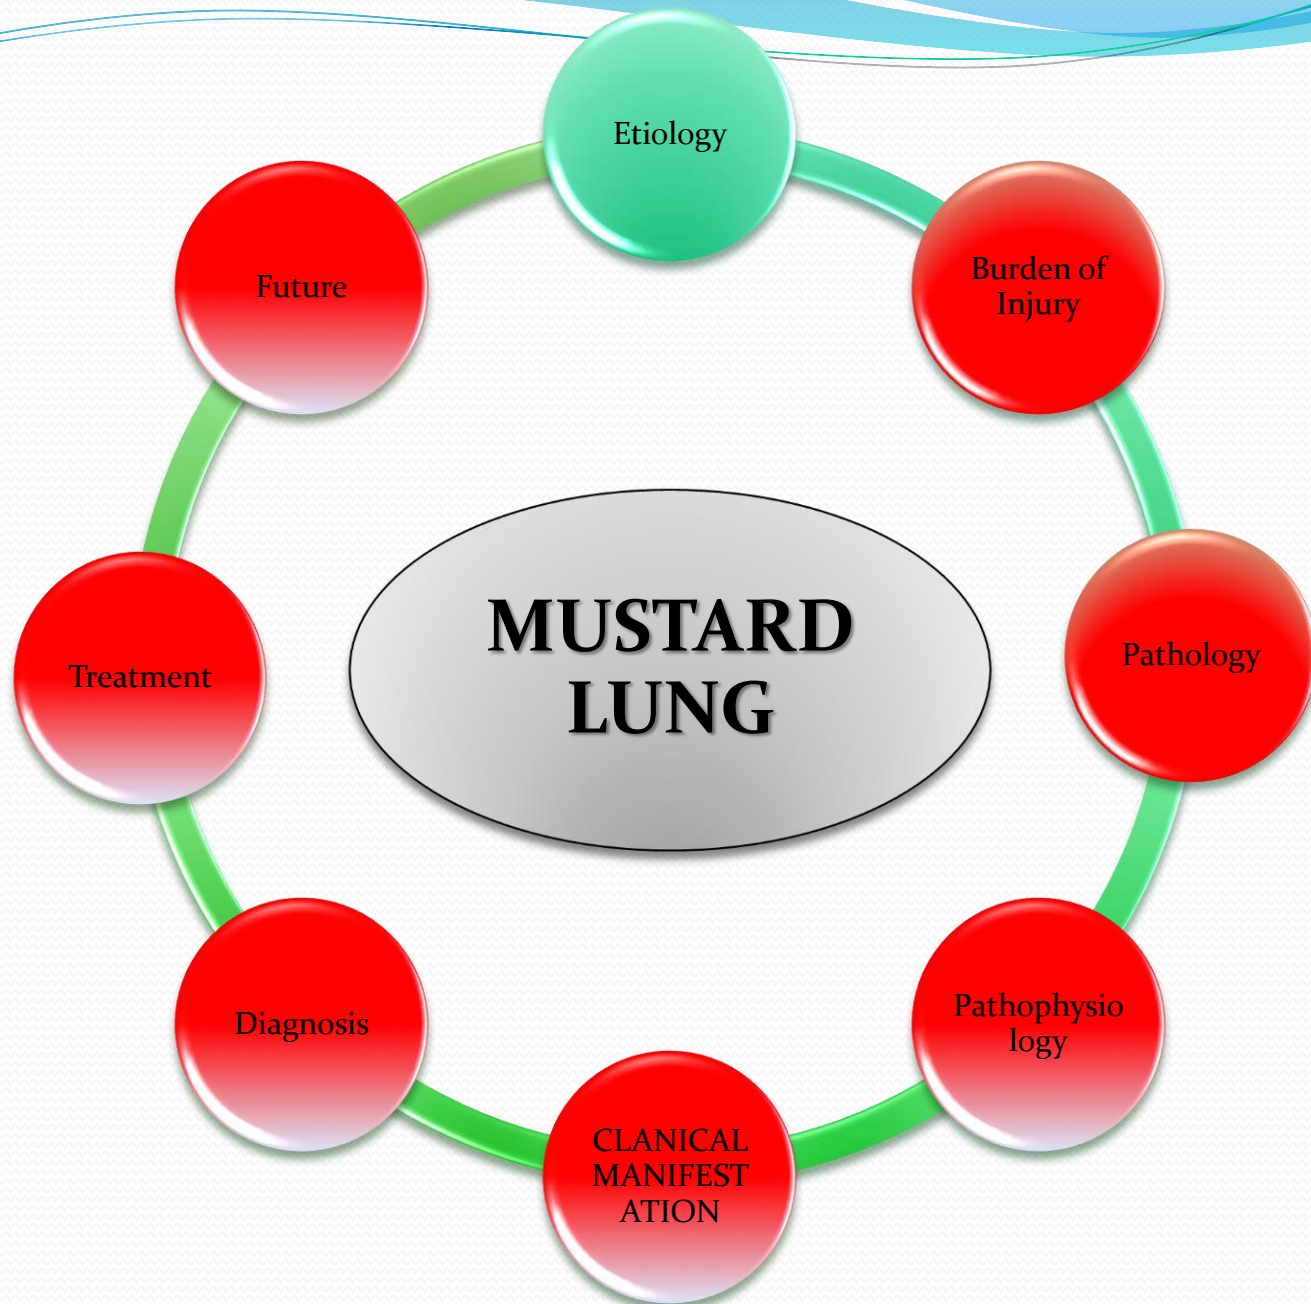 Etiology
Burden of
Injury
Pathology
Pathophysio
logy
CLANICAL
MANIFEST
ATION
Diagnosis
Treatment
Future
MUSTARD
LUNG